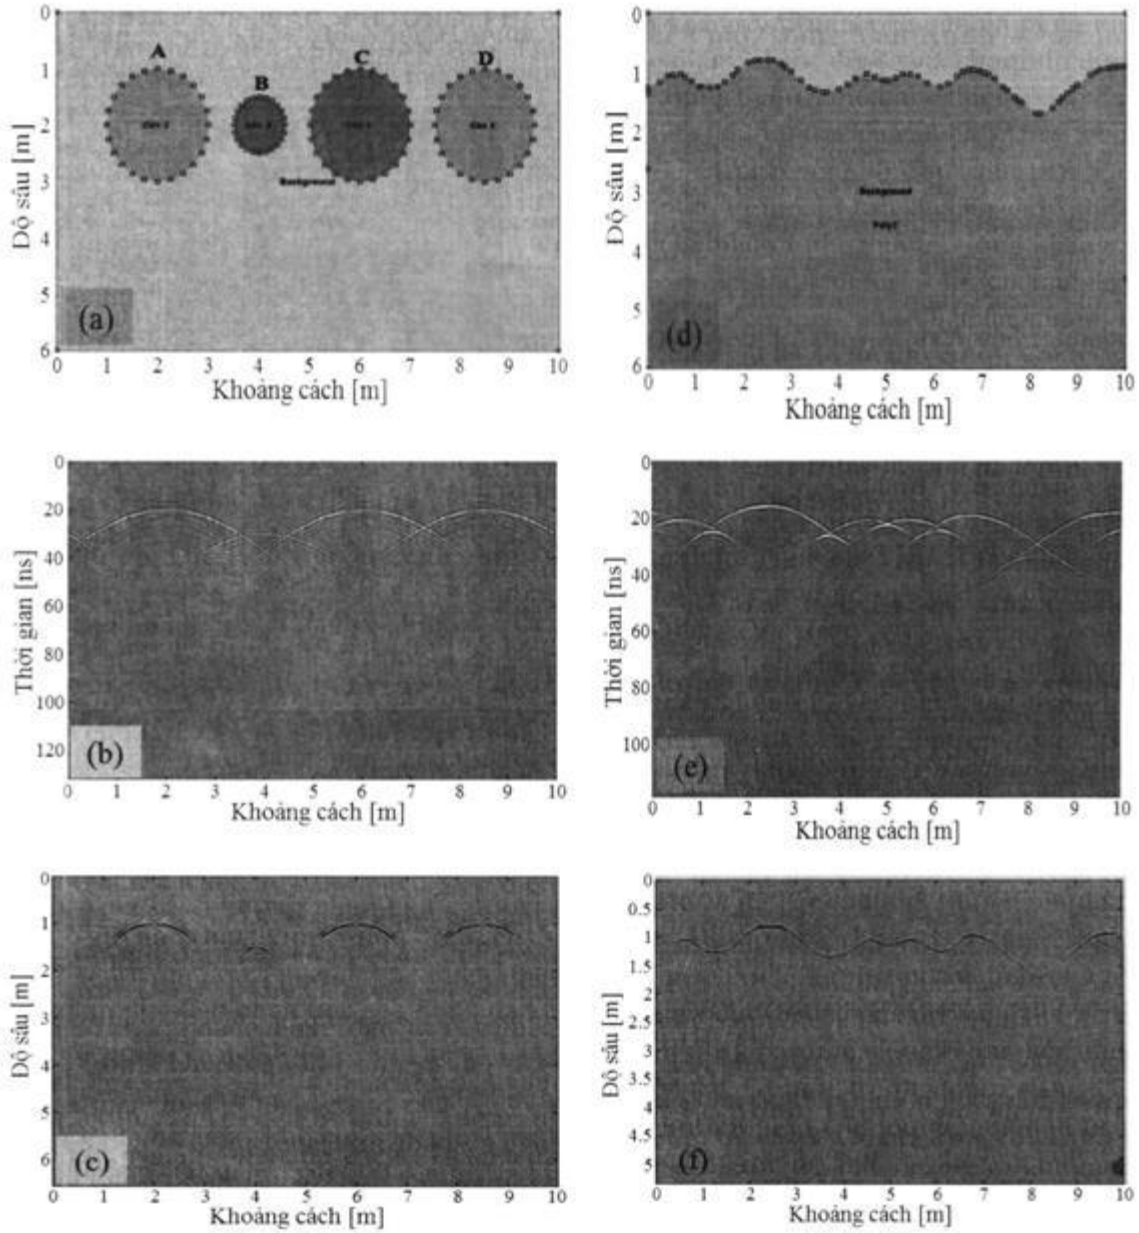 0
1
2
3
4
5
6
Độ sâu [m]
A
B
C
D
Background
(a)
0 1 2 3 4 5 6 7 8 9 10
Khoảng cách [m]
0
1
2
3
4
5
6
Độ sâu [m]
Background
(d)
0 1 2 3 4 5 6 7 8 9 10
Khoảng cách [m]
0
20
40
60
80
100
120
Thời gian [ns]
(b)
0 1 2 3 4 5 6 7 8 9 10
Khoảng cách [m]
0
20
40
60
80
100
Thời gian [ns]
(e)
0 1 2 3 4 5 6 7 8 9 10
Khoảng cách [m]
0
1
2
3
4
5
6
Độ sâu [m]
(c)
0 1 2 3 4 5 6 7 8 9 10
Khoảng cách [m]
0
0.5
1
1.5
2
2.5
3
3.5
4
4.5
5
Độ sâu [m]
(f)
0 1 2 3 4 5 6 7 8 9 10
Khoảng cách [m]